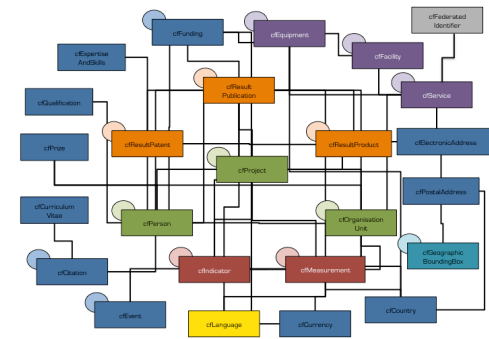 cfFederated
Identifier
cfFunding
cfEquipment
cfFacility
cfExpertise
AndSkills
cfResult
Publication
cfService
cfQualification
cfPrize
cfResultPatent
cfResultProduct
cfElectronicAddress
cfProject
cfPostalAddress
cfCurriculum
Vitae
cfPerson
cfOrganisation
Unit
cfGeographic
BoundingBox
cfCitation
cfIndicator
cfMeasurement
cfEvent
cfLanguage
cfCurrency
cfCountry